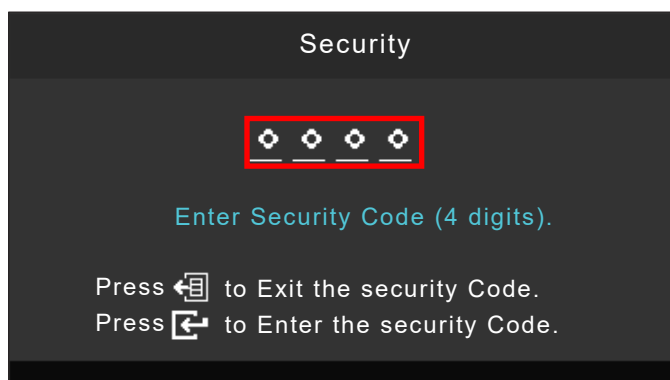 Security
Enter Security Code (4 digits).
Press to Exit the security Code.
Press to Enter the security Code.